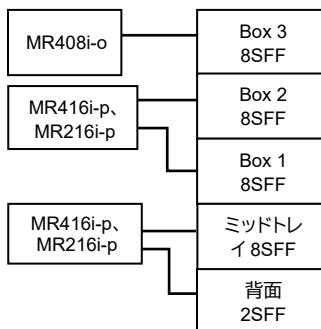 MR408i-o
Box 3
8SFF
MR416i-p、
MR216i-p
Box 2
8SFF
Box 1
8SFF
MR416i-p、
MR216i-p
ミッドトレ
イ 8SFF
背面
2SFF